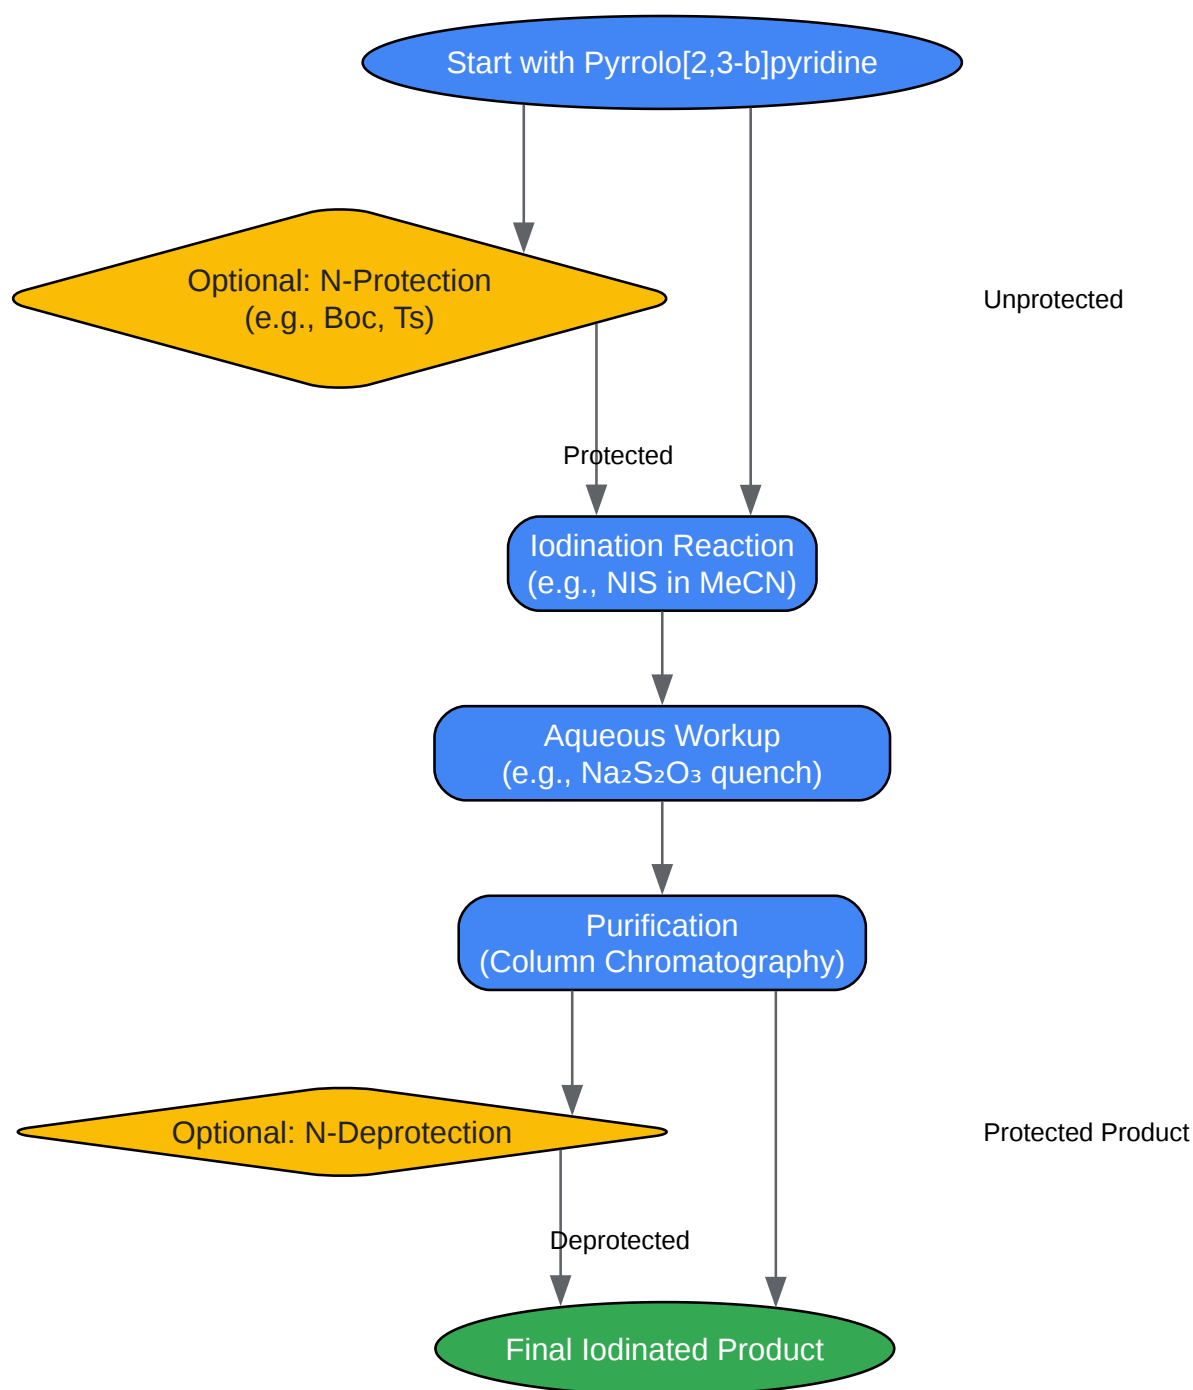 Start with Pyrrolo[2,3-b]pyridine
Optional: N-Protection
(e.g., Boc, Ts)
Unprotected
Protected
Iodination Reaction
(e.g., NIS in MeCN)
Aqueous Workup
(e.g., Na₂S₂O₃ quench)
Purification
(Column Chromatography)
Optional: N-Deprotection
Protected Product
Deprotected
Final Iodinated Product